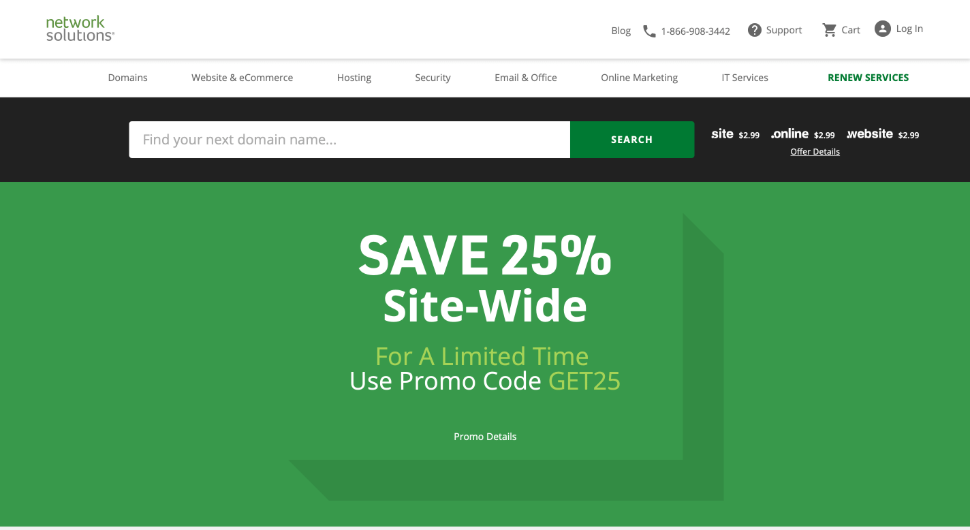 network
solutions®
Blog 1-866-908-3442 Support Cart Log In
Domains Website & eCommerce Hosting Security Email & Office Online Marketing IT Services RENEW SERVICES
Find your next domain name... SEARCH .site $2.99 .online $2.99 .website $2.99
Offer Details
SAVE 25%
Site-Wide
For A Limited Time
Use Promo Code GET25
Promo Details